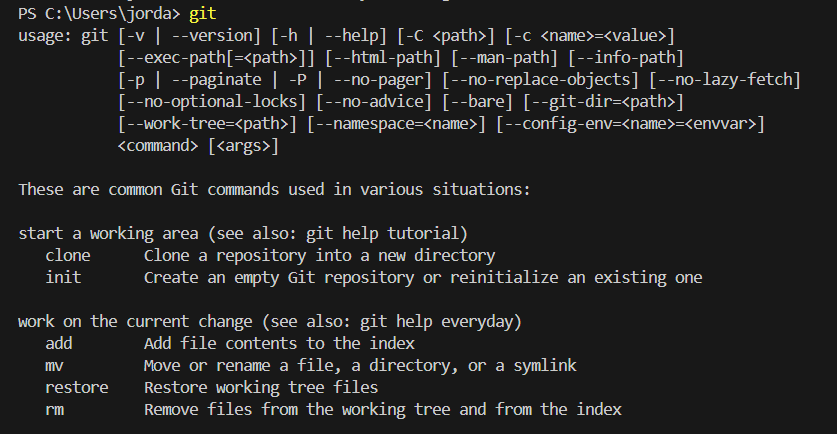 PS C:\Users\jorda> git
usage: git [-v | --version] [-h | --help] [-C <path>] [-c <name>=<value>]
           [--exec-path[=<path>]] [--html-path] [--man-path] [--info-path]
           [-p | --paginate | -P | --no-pager] [--no-replace-objects] [--no-lazy-fetch]
           [--no-optional-locks] [--no-advice] [--bare] [--git-dir=<path>]
           [--work-tree=<path>] [--namespace=<name>] [--config-env=<name>=<envvar>]
           <command> [<args>]

These are common Git commands used in various situations:

start a working area (see also: git help tutorial)
   clone      Clone a repository into a new directory
   init       Create an empty Git repository or reinitialize an existing one

work on the current change (see also: git help everyday)
   add        Add file contents to the index
   mv         Move or rename a file, a directory, or a symlink
   restore    Restore working tree files
   rm         Remove files from the working tree and from the index